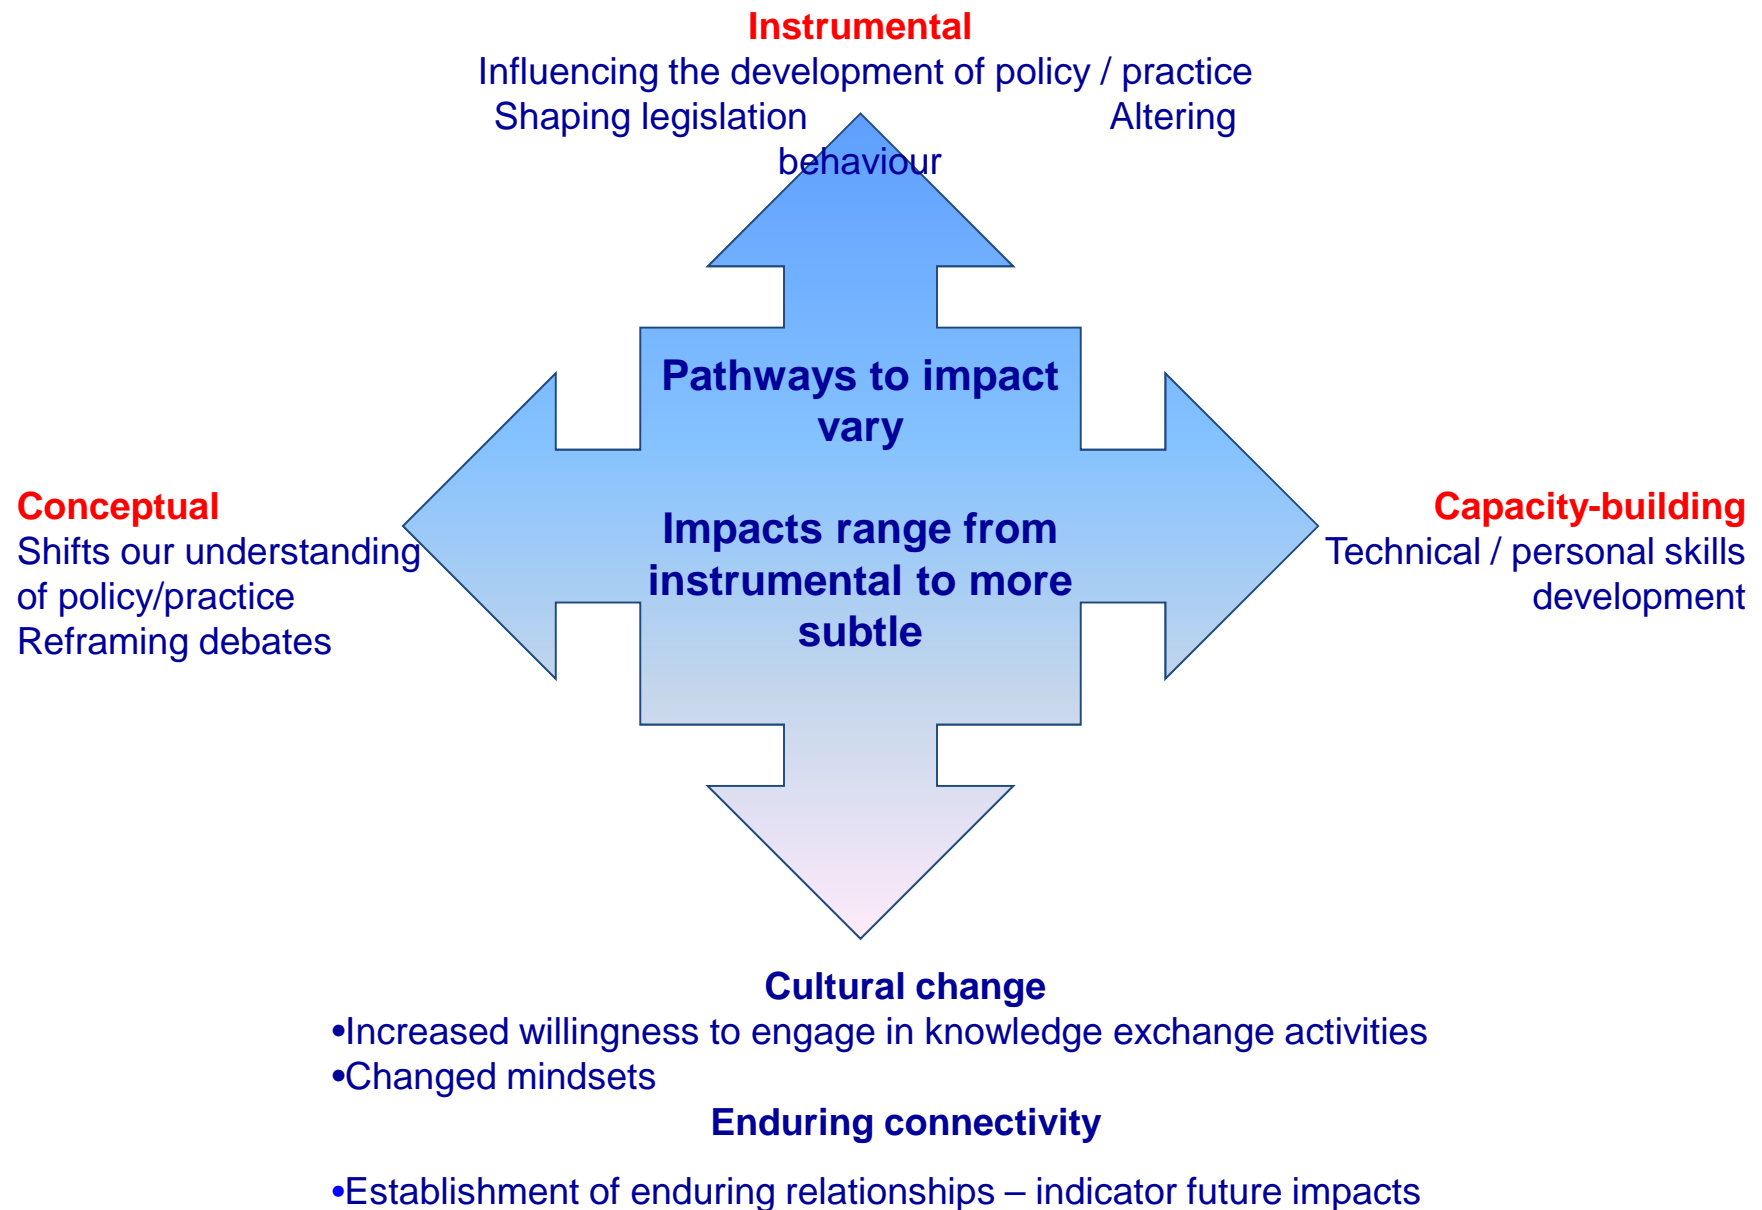 Instrumental
Influencing the development of policy / practice
Shaping legislation Altering
behaviour
Pathways to impact
vary
Impacts range from
instrumental to more
subtle
Conceptual
Shifts our understanding
of policy/practice
Reframing debates
Capacity-building
Technical / personal skills
development
Cultural change
•Increased willingness to engage in knowledge exchange activities
•Changed mindsets
Enduring connectivity
•Establishment of enduring relationships – indicator future impacts